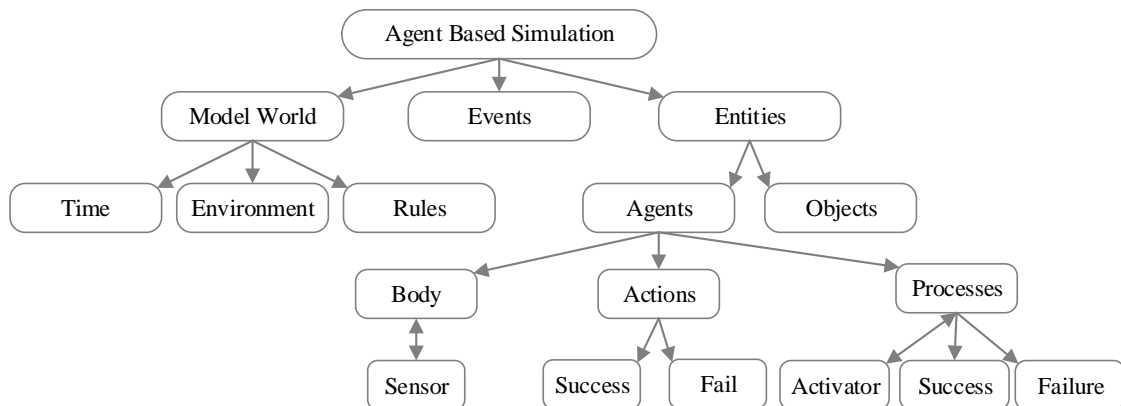 Agent Based Simulation
Model World
Events
Entities
Time
Environment
Rules
Agents
Objects
Body
Actions
Processes
Sensor
Success
Fail
Activator
Success
Failure